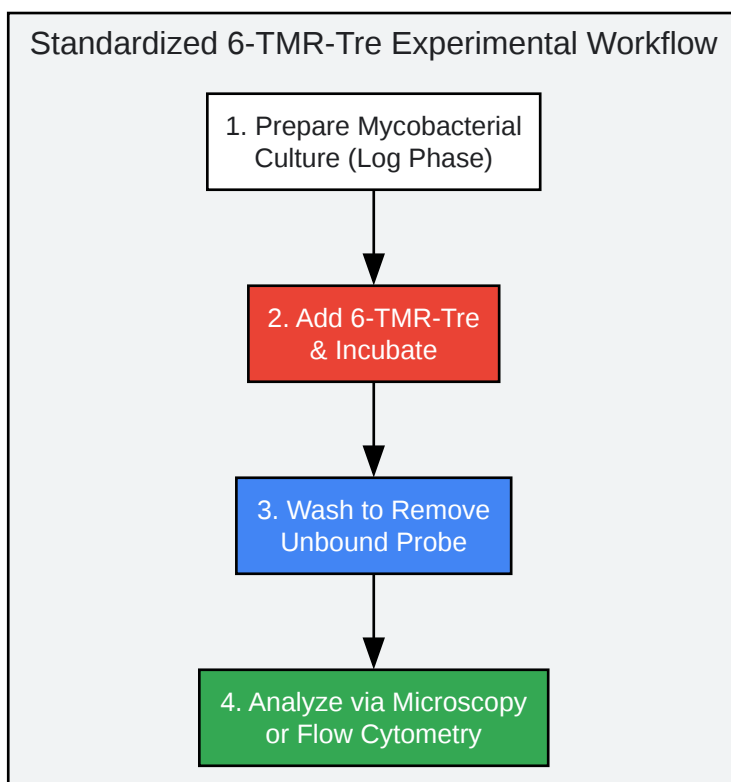 Standardized 6-TMR-Tre Experimental Workflow
1. Prepare Mycobacterial
Culture (Log Phase)
2. Add 6-TMR-Tre
& Incubate
3. Wash to Remove
Unbound Probe
4. Analyze via Microscopy
or Flow Cytometry